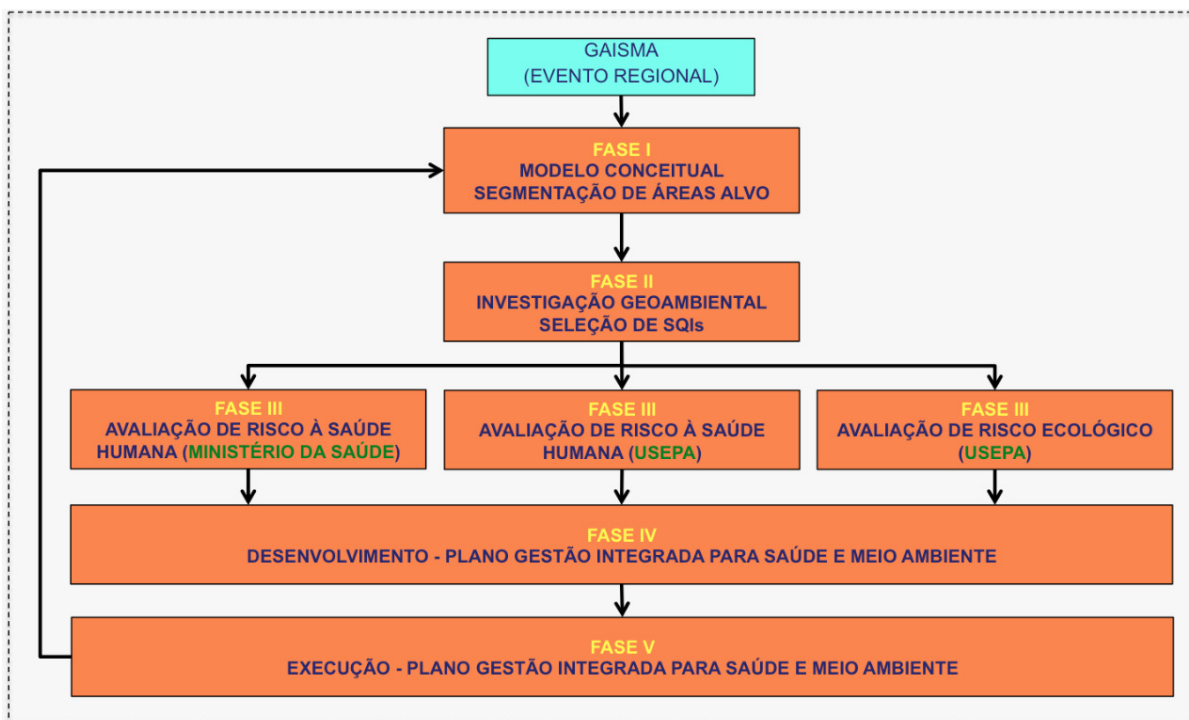 GAISMA
(EVENTO REGIONAL)
FASE I
MODELO CONCEITUAL
SEGMENTAÇÃO DE ÁREAS ALVO
FASE II
INVESTIGAÇÃO GEOAMBIENTAL
SELEÇÃO DE SQIs
FASE III
AVALIAÇÃO DE RISCO À SAÚDE
HUMANA (MINISTÉRIO DA SAÚDE)
FASE III
AVALIAÇÃO DE RISCO À SAÚDE
HUMANA (USEPA)
FASE III
AVALIAÇÃO DE RISCO ECOLÓGICO
(USEPA)
FASE IV
DESENVOLVIMENTO - PLANO GESTÃO INTEGRADA PARA SAÚDE E MEIO AMBIENTE
FASE V
EXECUÇÃO - PLANO GESTÃO INTEGRADA PARA SAÚDE E MEIO AMBIENTE